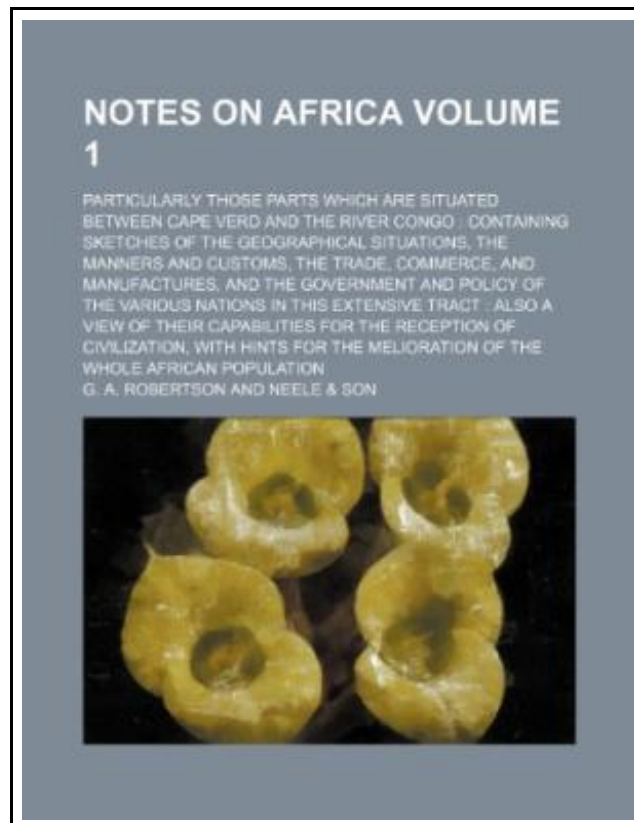 NOTES ON AFRICA VOLUME
1
PARTICULARLY THOSE PARTS WHICH ARE SITUATED
BETWEEN CAPE VERD AND THE RIVER CONGO : CONTAINING
SKETCHES OF THE GEOGRAPHICAL SITUATIONS, THE
MANNERS AND CUSTOMS, THE TRADE, COMMERCE, AND
MANUFACTURES, AND THE GOVERNMENT AND POLICY OF
THE VARIOUS NATIONS IN THIS EXTENSIVE TRACT : ALSO A
VIEW OF THEIR CAPABILITIES FOR THE RECEPTION OF
CIVILIZATION, WITH HINTS FOR THE MELIORATION OF THE
WHOLE AFRICAN POPULATION
G. A. ROBERTSON AND NEELE & SON